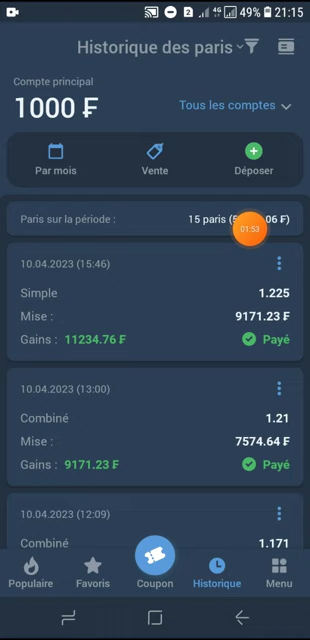 2 4G 49% 21:15
Historique des paris
Compte principal
1000 ₣ Tous les comptes
Par mois Vente Déposer
Paris sur la période : 15 paris ( 06 ₣)
01:53
10.04.2023 (15:46)
Simple 1.225
Mise : 9171.23 ₣
Gains : 11234.76 ₣ Payé
10.04.2023 (13:00)
Combiné 1.21
Mise : 7574.64 ₣
Gains : 9171.23 ₣ Payé
10.04.2023 (12:09)
Combiné 1.171
Populaire Favoris Coupon Historique Menu